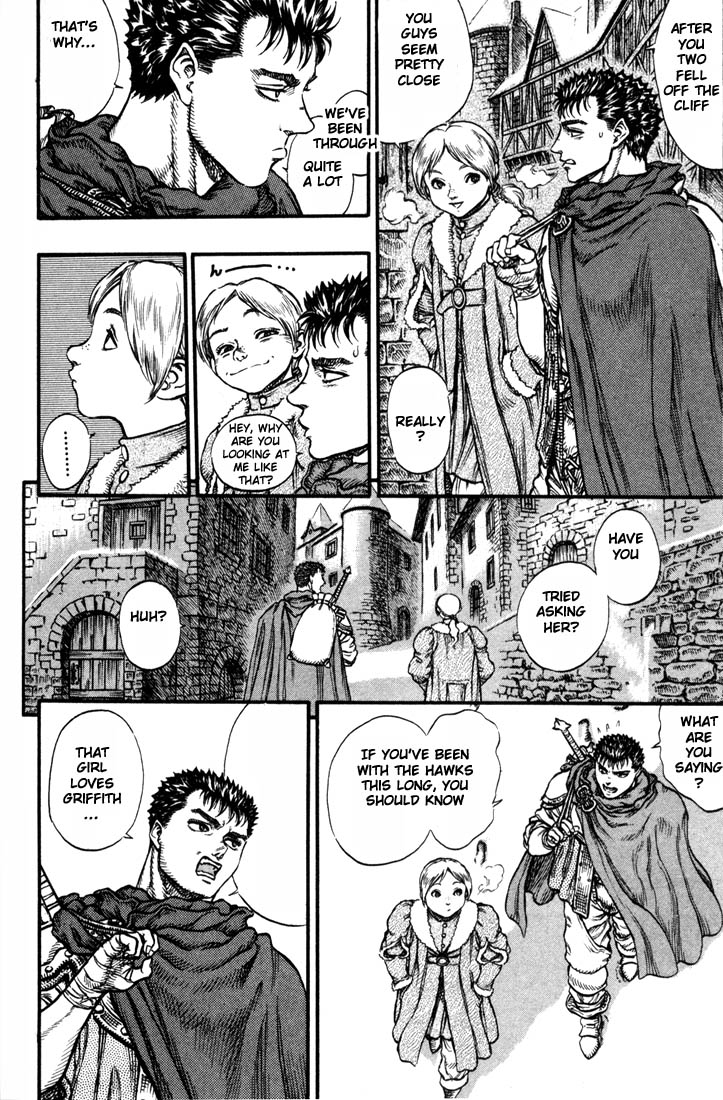 AFTER
YOU
TWO
FELL
OFF THE
CLIFF
YOU
GUYS
SEEM
PRETTY
CLOSE
REALLY
?
WE'VE
BEEN
THROUGH
QUITE
A LOT
THAT'S
WHY...
んー…
HEY, WHY
ARE YOU
LOOKING AT
ME LIKE
THAT?
........
HAVE
YOU
TRIED
ASKING
HER?
HUH?
WHAT
ARE
YOU
SAYING
?
IF YOU'VE BEEN
WITH THE HAWKS
THIS LONG, YOU
SHOULD KNOW
THAT
GIRL
LOVES
GRIFFITH
...